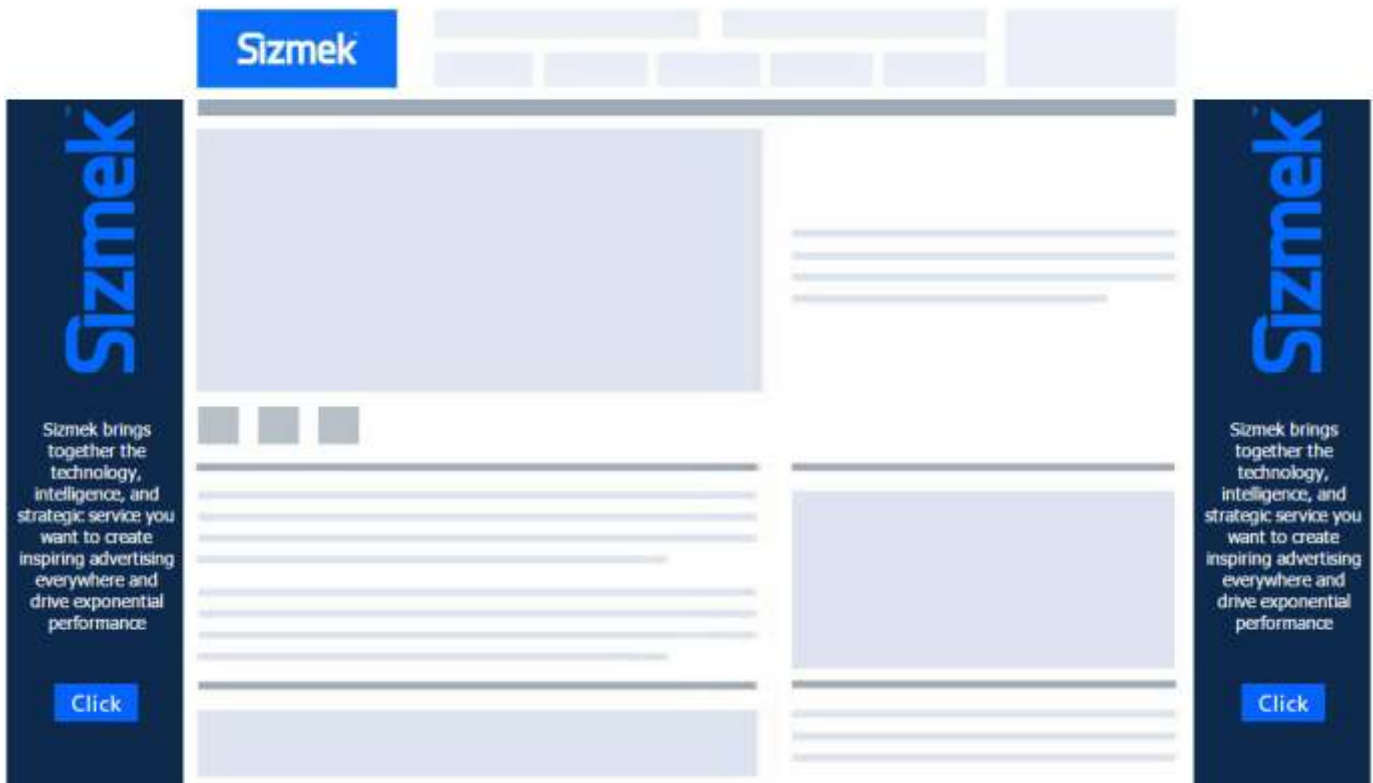 Sizmek
Sizmek
Sizmek brings
together the
technology,
intelligence, and
strategic service you
want to create
inspiring advertising
everywhere and
drive exponential
performance
Click
Sizmek
Sizmek brings
together the
technology,
intelligence, and
strategic service you
want to create
inspiring advertising
everywhere and
drive exponential
performance
Click